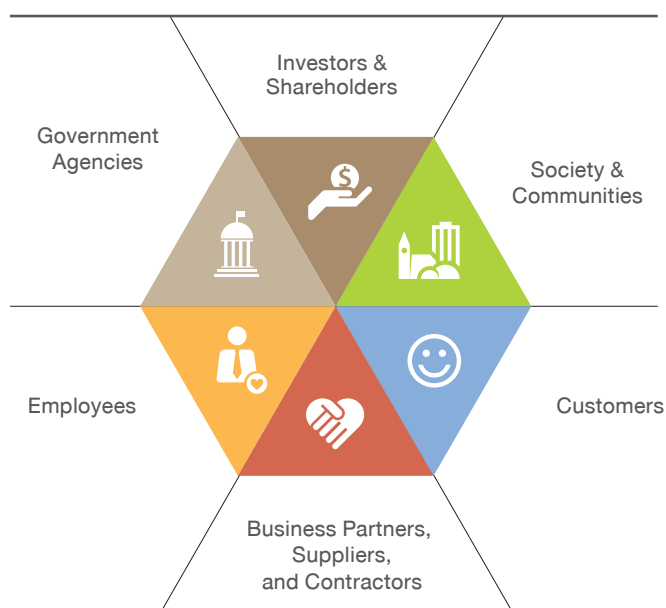 Investors &
Shareholders
Government
Agencies
Society &
Communities
$
Employees
Customers
Business Partners,
Suppliers,
and Contractors